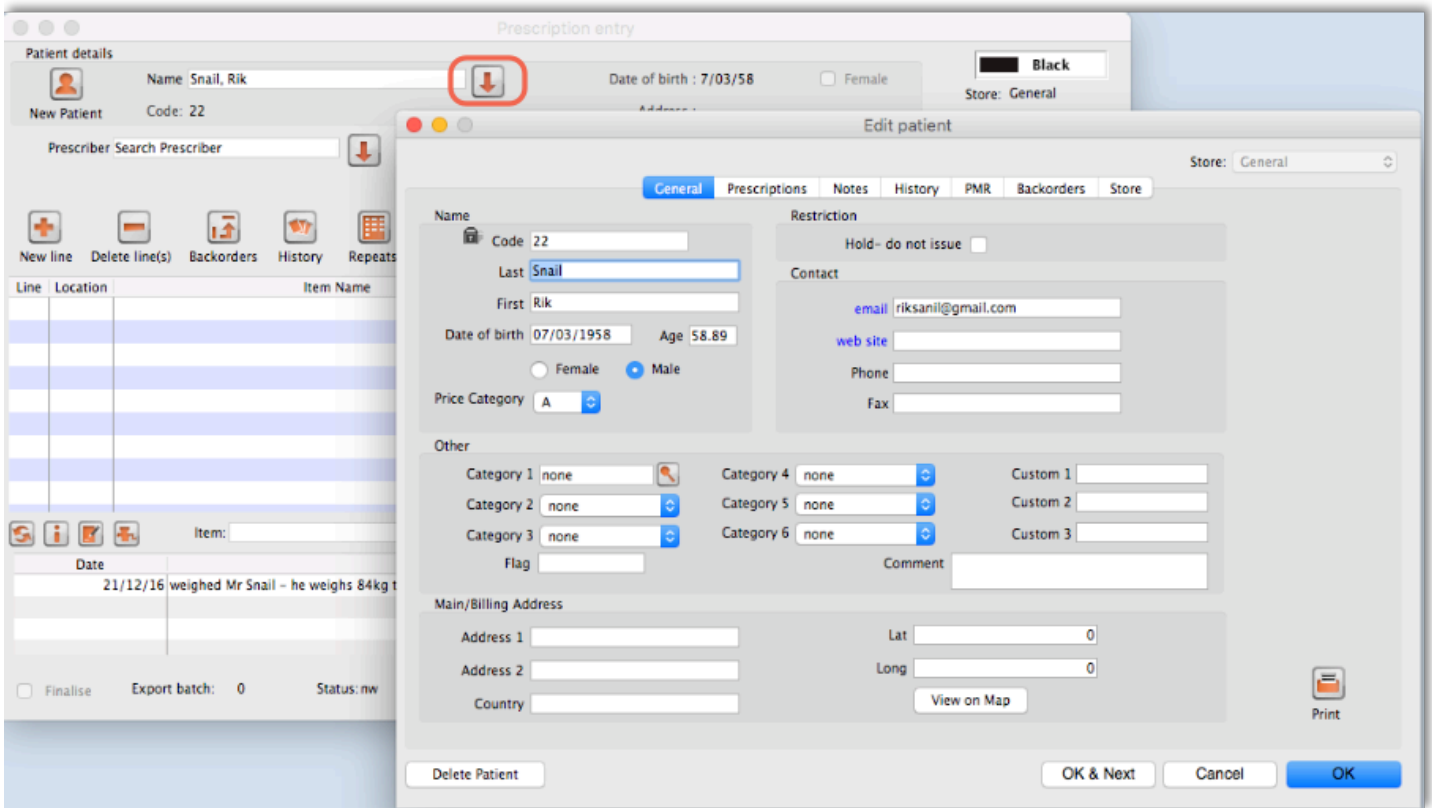 Prescription entry
Patient details
Name Snail, Rik
Date of birth : 7/03/58
Female
Black
Store: General
New Patient
Code: 22
Address :
Prescriber Search Prescriber
New line Delete line(s) Backorders History Repeats
Line Location Item Name
Item:
Date
21/12/16 weighed Mr Snail - he weighs 84kg t
Finalise Export batch: 0 Status: nw
Edit patient
Store: General
General Prescriptions Notes History PMR Backorders Store
Name
Code 22
Last Snail
First Rik
Date of birth 07/03/1958 Age 58.89
Female Male
Price Category A
Restriction
Hold- do not issue
Contact
email riksanil@gmail.com
web site
Phone
Fax
Other
Category 1 none Category 4 none Custom 1
Category 2 none Category 5 none Custom 2
Category 3 none Category 6 none Custom 3
Flag Comment
Main/Billing Address
Address 1 Lat 0
Address 2 Long 0
Country View on Map
Print
Delete Patient OK & Next Cancel OK